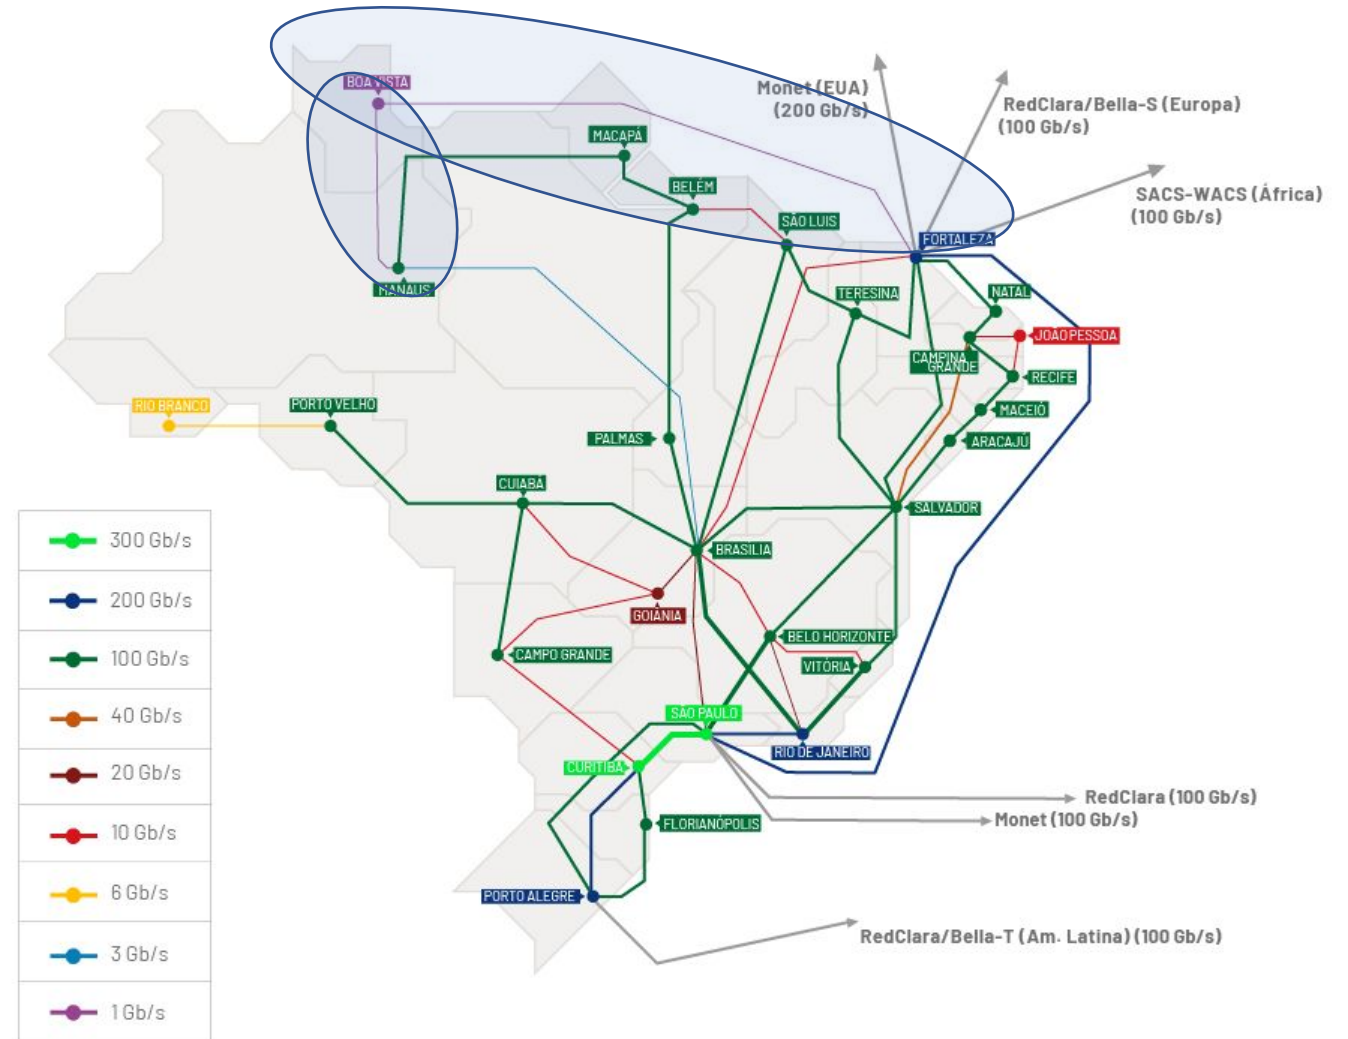 BOA VISTA
Monet (EUA)
(200 Gb/s)
RedClara/Bella-S (Europa)
(100 Gb/s)
MACAPÁ
BELÉM
SACS-WACS (África)
(100 Gb/s)
SÃO LUIS
FORTALEZA
MANAUS
TERESINA
NATAL
JOÃO PESSOA
CAMPINA
GRANDE
RECIFE
RIO BRANCO
PORTO VELHO
MACEIÓ
PALMAS
ARACAJÚ
CUIABÁ
SALVADOR
BRASÍLIA
GOIÂNIA
BELO HORIZONTE
CAMPO GRANDE
VITÓRIA
SÃO PAULO
RIO DE JANEIRO
CURITIBA
RedClara (100 Gb/s)
Monet (100 Gb/s)
FLORIANÓPOLIS
PORTO ALEGRE
RedClara/Bella-T (Am. Latina) (100 Gb/s)
300 Gb/s
200 Gb/s
100 Gb/s
40 Gb/s
20 Gb/s
10 Gb/s
6 Gb/s
3 Gb/s
1 Gb/s